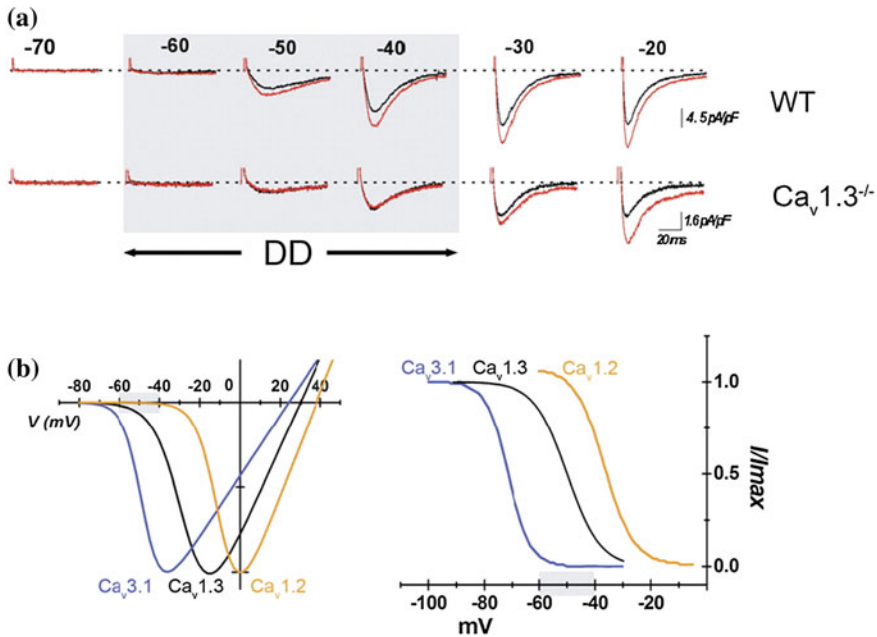 (a)
-70 -60 -50 -40 -30 -20
WT
4.5pA/pF
Cav1.3-/-
1.6pA/pF
20ms
DD
(b)
-80 -60 -40 -20 0 20 40
V (mV)
Cav3.1 Cav1.3 Cav1.2
Cav3.1 Cav1.3 Cav1.2
1.0
0.5
0.0
I/Imax
-100 -80 -60 -40 -20
mV